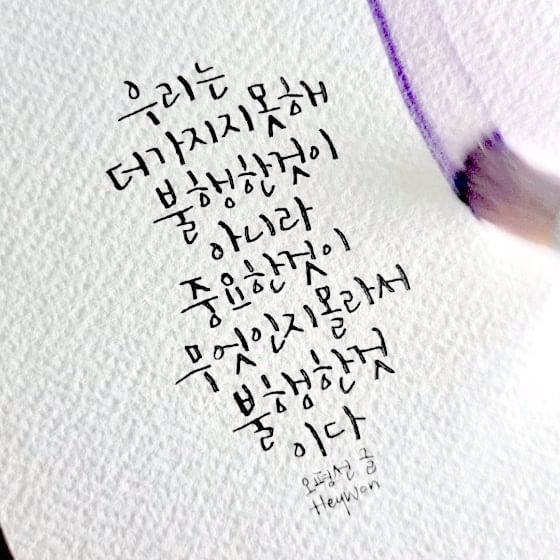 우리는
더가지지못해
불행한것이
아니라
중요한것이
무엇인지몰라서
불행한것
이다
오평선 글
HeyWon